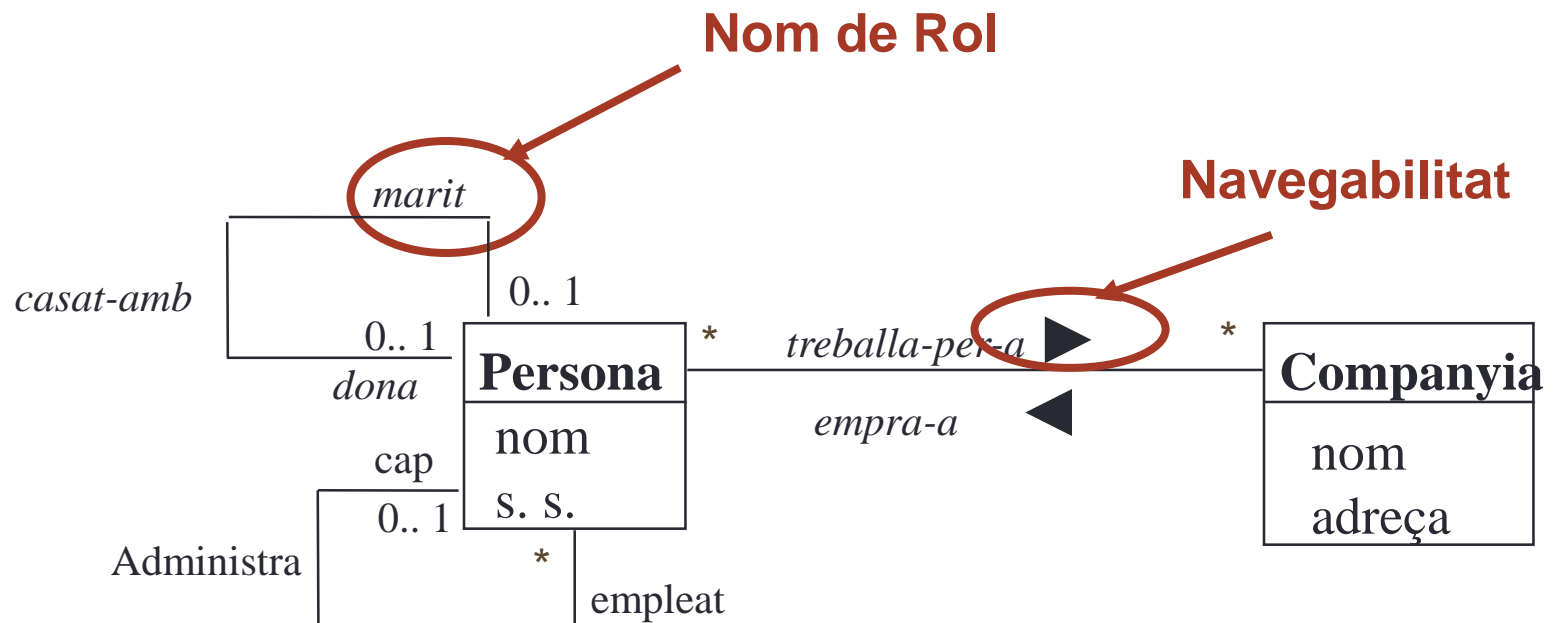 Nom de Rol
Navegabilitat
marit
casat-amb
0.. 1
0.. 1
dona
Persona
nom
s. s.
*
treballa-per-a
*
empra-a
Companyia
nom
adreça
cap
0.. 1
Administra
*
empleat